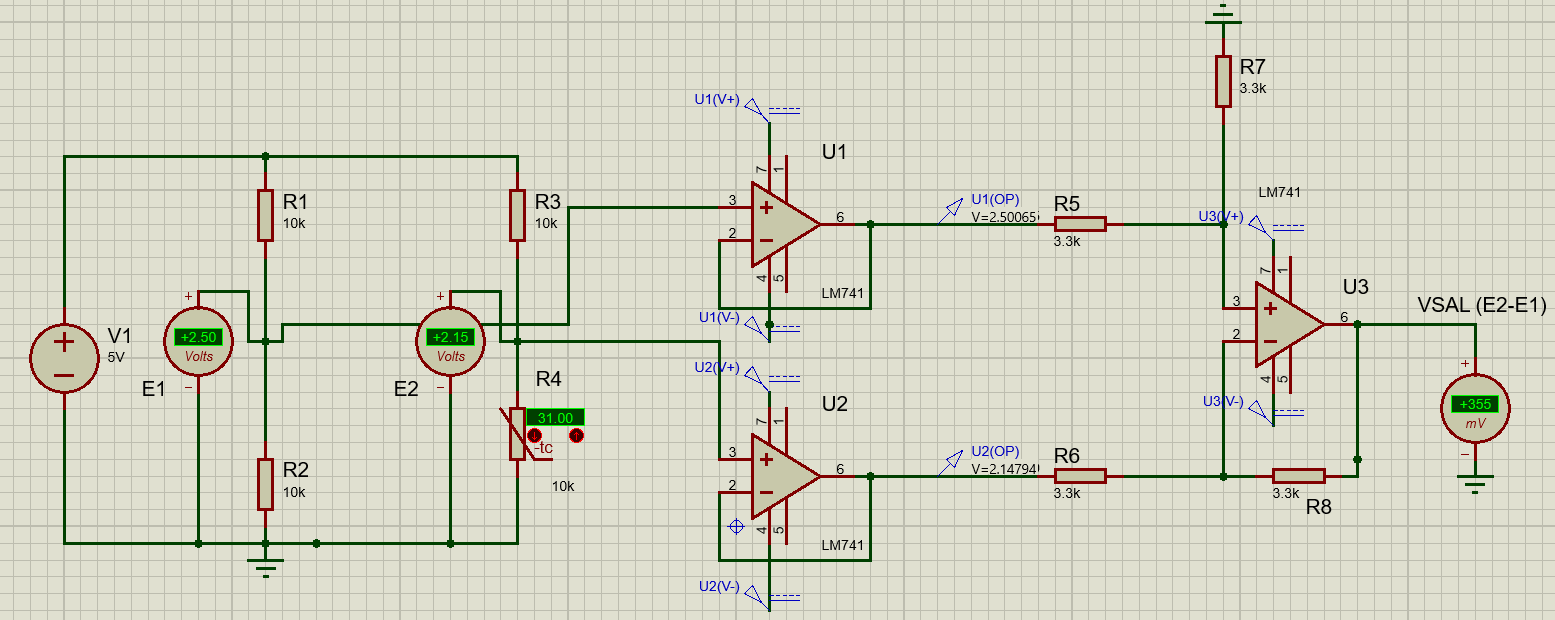 R7
3.3k
U1(V+)
U1
7
1
3
2
6
4
5
LM741
U1(V-)
R1
10k
R3
10k
U1(OP)
V=2.50065
R5
3.3k
LM741
U3(V+)
7
1
U3
3
2
6
4
5
U3(V-)
VSAL (E2-E1)
+
+355
mV
−
V1
5V
+
+2.50
Volts
−
E1
+
+2.15
Volts
−
E2
R4
31.00
-tc
10k
U2(V+)
U2
7
1
3
2
6
4
5
LM741
U2(V-)
R2
10k
U2(OP)
V=2.14794
R6
3.3k
3.3k
R8